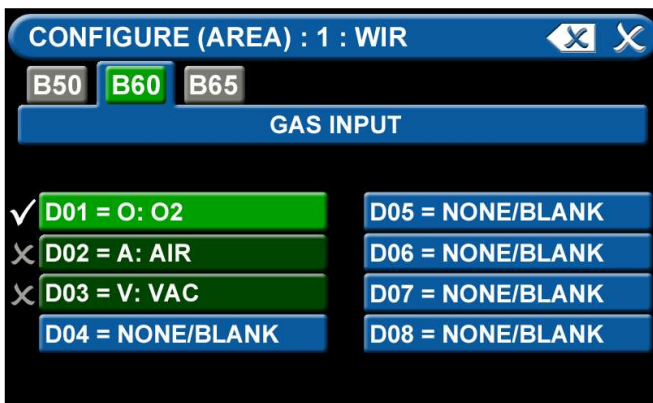 CONFIGURE (AREA) : 1 : WIR
B50 B60 B65
GAS INPUT
D01 = O: O2
D02 = A: AIR
D03 = V: VAC
D04 = NONE/BLANK
D05 = NONE/BLANK
D06 = NONE/BLANK
D07 = NONE/BLANK
D08 = NONE/BLANK